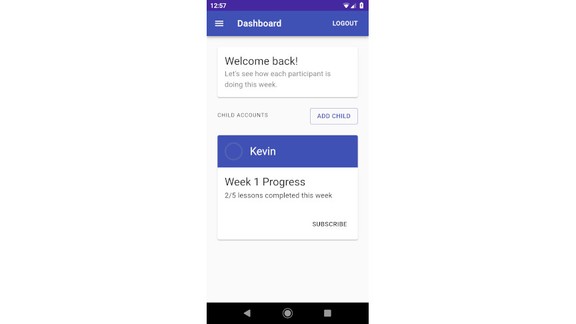 12:57
Dashboard
LOGOUT
Welcome back!
Let's see how each participant is
doing this week.
CHILD ACCOUNTS
ADD CHILD
Kevin
Week 1 Progress
2/5 lessons completed this week
SUBSCRIBE